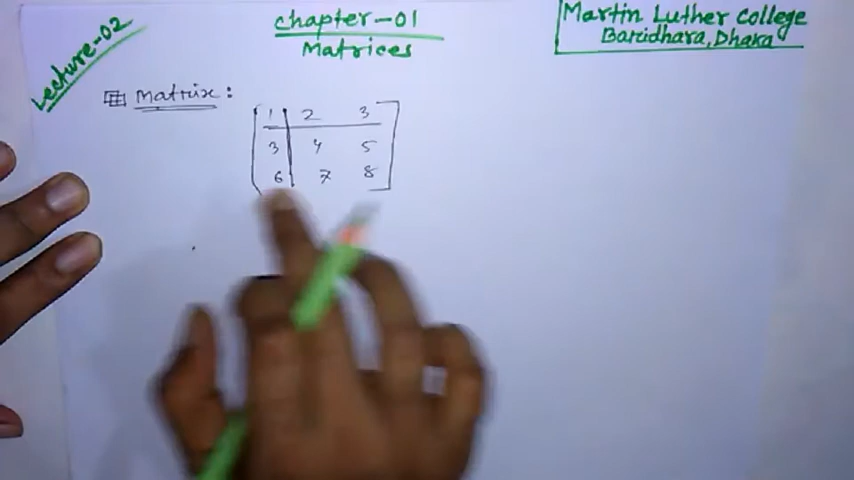 Lecture-02
chapter-01
Matrices
Martin Luther College
Baridhara, Dhaka
Matrix:
1 2 3
3 4 5
6 7 8